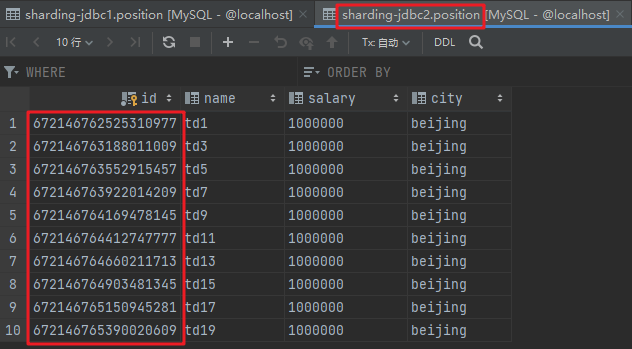 sharding-jdbc1.position [MySQL - @localhost] sharding-jdbc2.position [MySQL - @localhost]
10 行 Tx: 自动 DDL
WHERE ORDER BY
id name salary city
1 672146762525310977 td1 1000000 beijing
2 672146763188011009 td3 1000000 beijing
3 672146763552915457 td5 1000000 beijing
4 672146763922014209 td7 1000000 beijing
5 672146764169478145 td9 1000000 beijing
6 672146764412747777 td11 1000000 beijing
7 672146764660211713 td13 1000000 beijing
8 672146764903481345 td15 1000000 beijing
9 672146765150945281 td17 1000000 beijing
10 672146765390020609 td19 1000000 beijing